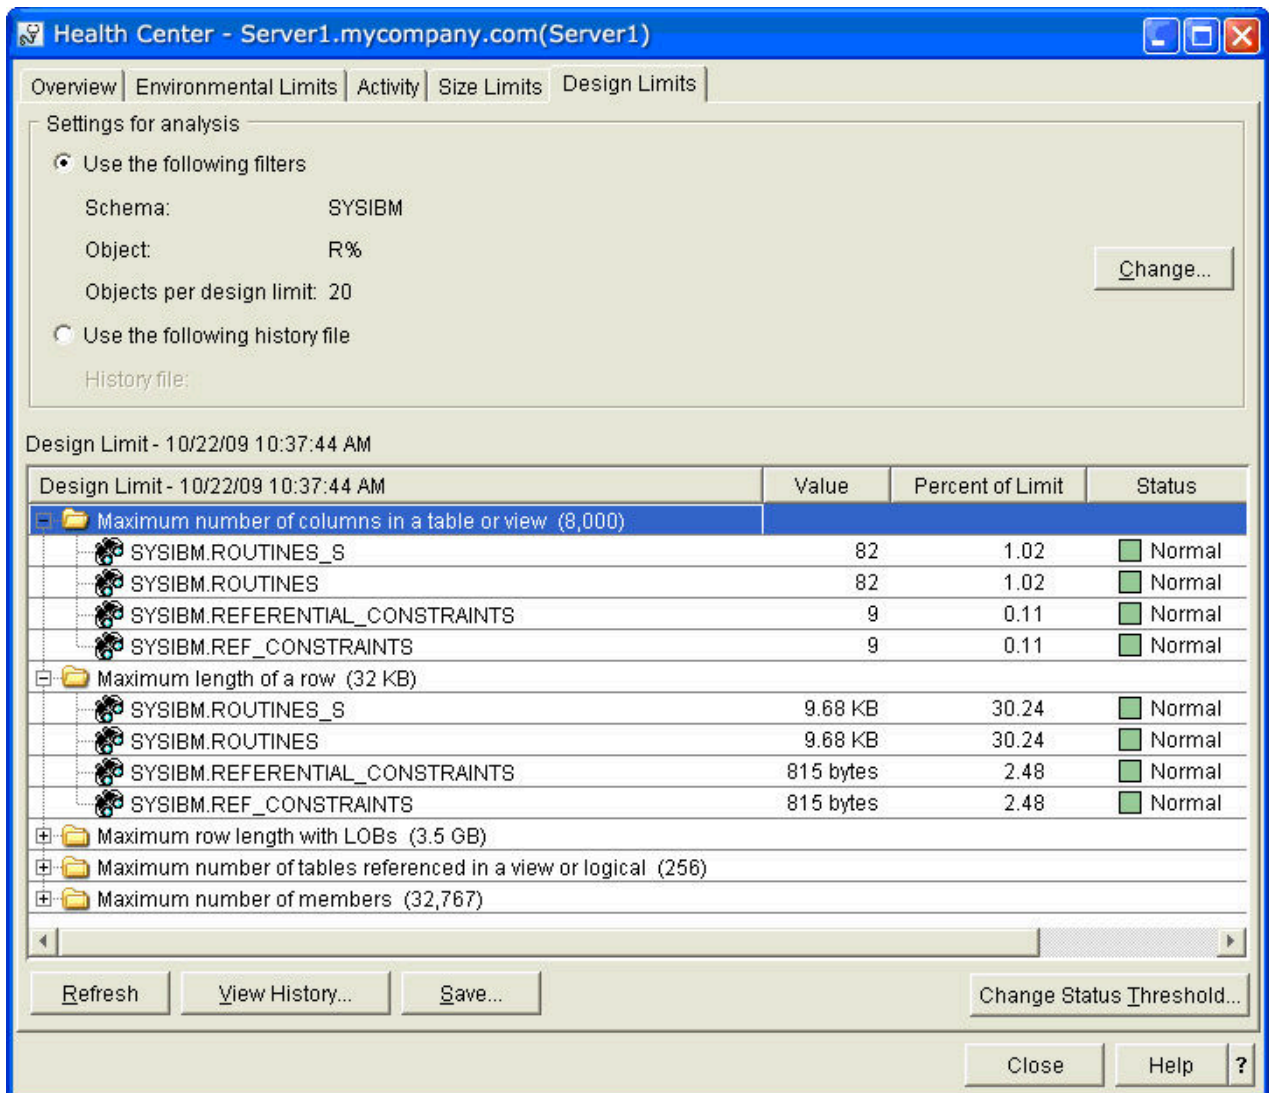 Health Center - Server1.mycompany.com(Server1)
Overview Environmental Limits Activity Size Limits Design Limits
Settings for analysis
Use the following filters
Schema: SYSIBM
Object: R%
Change...
Objects per design limit: 20
Use the following history file
History file:
Design Limit - 10/22/09 10:37:44 AM
Design Limit - 10/22/09 10:37:44 AM Value Percent of Limit Status
Maximum number of columns in a table or view (8,000)
SYSIBM.ROUTINES_S 82 1.02 Normal
SYSIBM.ROUTINES 82 1.02 Normal
SYSIBM.REFERENTIAL_CONSTRAINTS 9 0.11 Normal
SYSIBM.REF_CONSTRAINTS 9 0.11 Normal
Maximum length of a row (32 KB)
SYSIBM.ROUTINES_S 9.68 KB 30.24 Normal
SYSIBM.ROUTINES 9.68 KB 30.24 Normal
SYSIBM.REFERENTIAL_CONSTRAINTS 815 bytes 2.48 Normal
SYSIBM.REF_CONSTRAINTS 815 bytes 2.48 Normal
Maximum row length with LOBs (3.5 GB)
Maximum number of tables referenced in a view or logical (256)
Maximum number of members (32,767)
Refresh View History... Save... Change Status Threshold...
Close Help ?